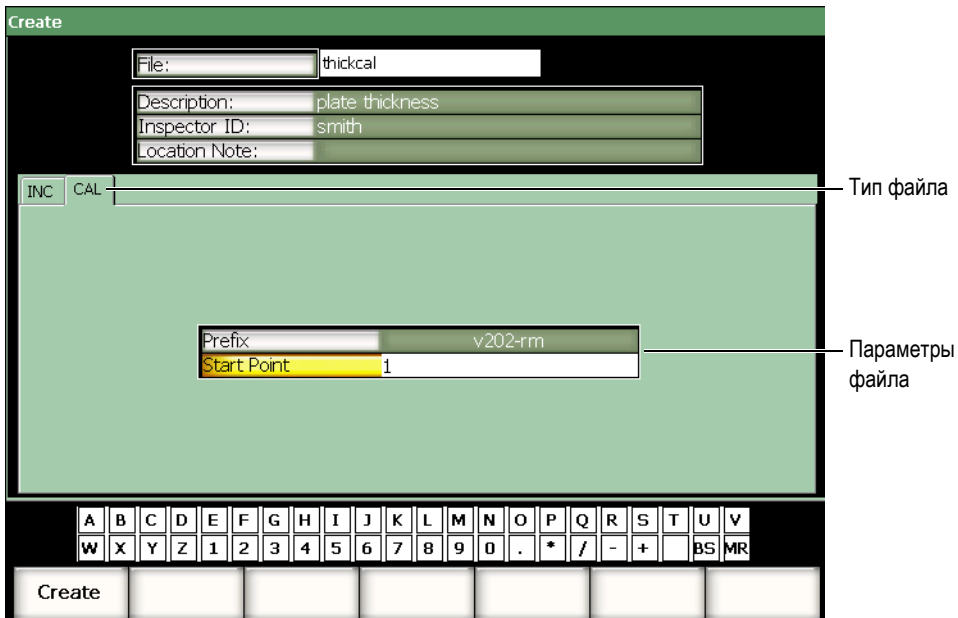 Create
File: thickcal
Description: plate thickness
Inspector ID: smith
Location Note:
INC CAL
Тип файла
Prefix v202-rm
Start Point 1
Параметры
файла
A B C D E F G H I J K L M N O P Q R S T U V
W X Y Z 1 2 3 4 5 6 7 8 9 0 . * / - + BS MR
Create